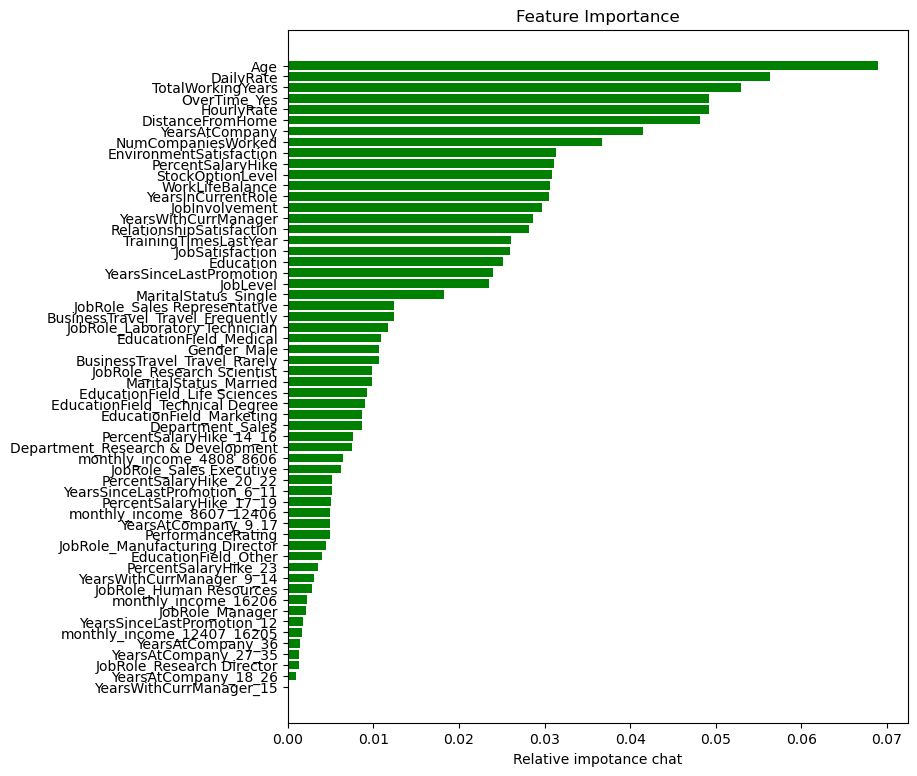 Feature Importance
Age
DailyRate
TotalWorkingYears
OverTime_Yes
HourlyRate
DistanceFromHome
YearsAtCompany
NumCompaniesWorked
EnvironmentSatisfaction
PercentSalaryHike
StockOptionLevel
WorkLifeBalance
YearsInCurrentRole
JobInvolvement
YearsWithCurrManager
RelationshipSatisfaction
TrainingTimesLastYear
JobSatisfaction
Education
YearsSinceLastPromotion
JobLevel
MaritalStatus_Single
JobRole_Sales Representative
BusinessTravel_Travel_Frequently
JobRole_Laboratory Technician
EducationField_Medical
Gender_Male
BusinessTravel_Travel_Rarely
JobRole_Research Scientist
MaritalStatus_Married
EducationField_Life Sciences
EducationField_Technical Degree
EducationField_Marketing
Department_Sales
PercentSalaryHike_14_16
Department_Research & Development
monthly_income_4808_8606
JobRole_Sales Executive
PercentSalaryHike_20_22
YearsSinceLastPromotion_6_11
PercentSalaryHike_17_19
monthly_income_8607_12406
YearsAtCompany_9_17
PerformanceRating
JobRole_Manufacturing Director
EducationField_Other
PercentSalaryHike_23
YearsWithCurrManager_9_14
JobRole_Human Resources
monthly_income_16206
JobRole_Manager
YearsSinceLastPromotion_12
monthly_income_12407_16205
YearsAtCompany_36
YearsAtCompany_27_35
JobRole_Research Director
YearsAtCompany_18_26
YearsWithCurrManager_15
0.00 0.01 0.02 0.03 0.04 0.05 0.06 0.07
Relative impotance chat